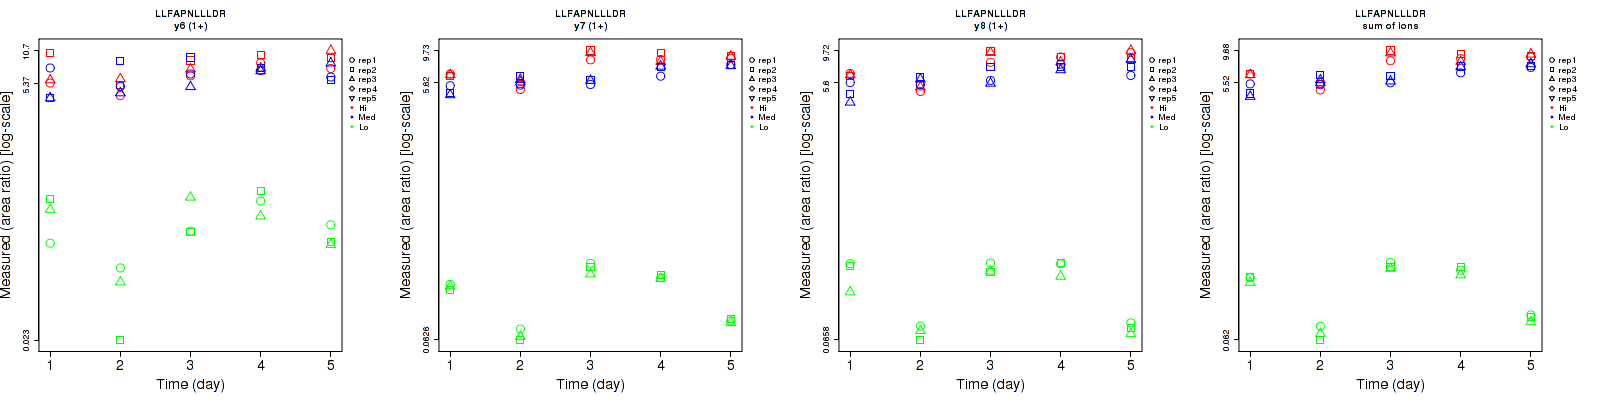 LLFAPNLLLDR
y6 (1+)
Measured (area ratio) [log-scale]
10.7
5.37
0.023
1 2 3 4 5
Time (day)
rep1
rep2
rep3
rep4
rep5
Hi
Med
Lo
LLFAPNLLLDR
y7 (1+)
Measured (area ratio) [log-scale]
9.73
5.62
0.0626
1 2 3 4 5
Time (day)
rep1
rep2
rep3
rep4
rep5
Hi
Med
Lo
LLFAPNLLLDR
y8 (1+)
Measured (area ratio) [log-scale]
9.72
5.6
0.0658
1 2 3 4 5
Time (day)
rep1
rep2
rep3
rep4
rep5
Hi
Med
Lo
LLFAPNLLLDR
sum of ions
Measured (area ratio) [log-scale]
9.88
5.52
0.062
1 2 3 4 5
Time (day)
rep1
rep2
rep3
rep4
rep5
Hi
Med
Lo